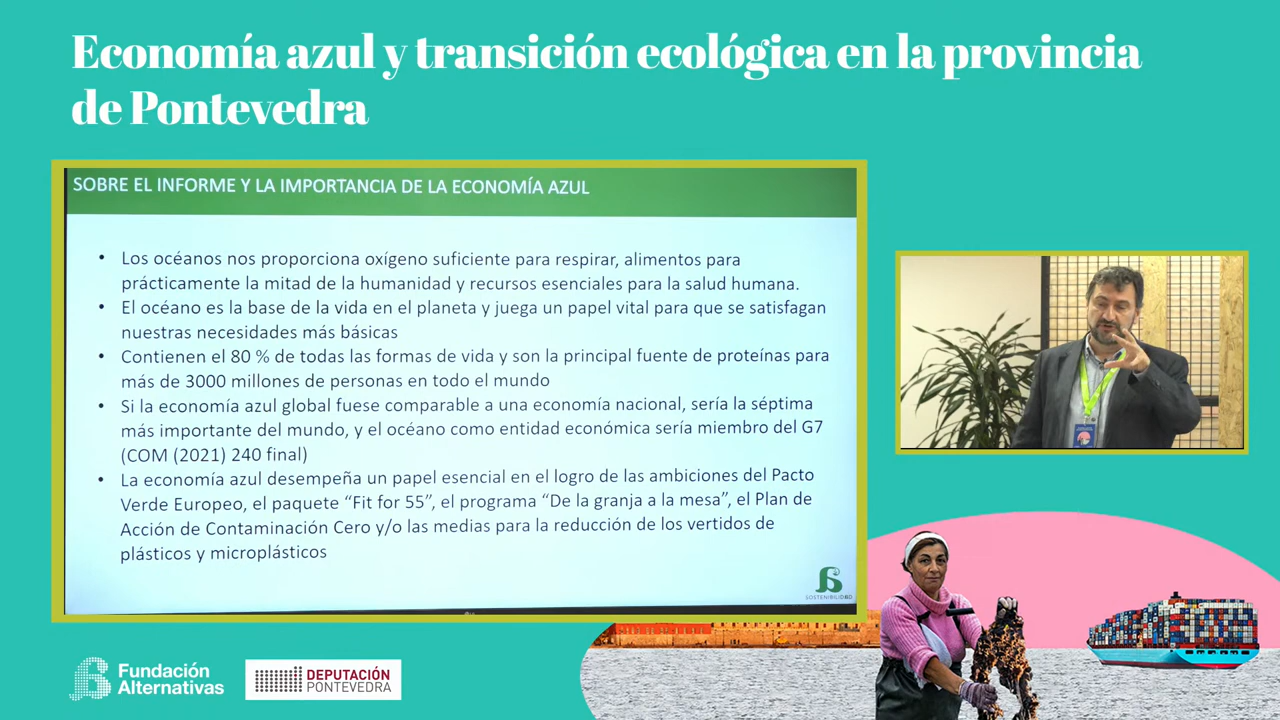 Economía azul y transición ecológica en la provincia
de Pontevedra
SOBRE EL INFORME Y LA IMPORTANCIA DE LA ECONOMÍA AZUL
• Los océanos nos proporciona oxígeno suficiente para respirar, alimentos para
prácticamente la mitad de la humanidad y recursos esenciales para la salud humana.
• El océano es la base de la vida en el planeta y juega un papel vital para que se satisfagan
nuestras necesidades más básicas
• Contienen el 80 % de todas las formas de vida y son la principal fuente de proteínas para
más de 3000 millones de personas en todo el mundo
• Si la economía azul global fuese comparable a una economía nacional, sería la séptima
más importante del mundo, y el océano como entidad económica sería miembro del G7
(COM (2021) 240 final)
• La economía azul desempeña un papel esencial en el logro de las ambiciones del Pacto
Verde Europeo, el paquete “Fit for 55”, el programa “De la granja a la mesa”, el Plan de
Acción de Contaminación Cero y/o las medias para la reducción de los vertidos de
plásticos y microplásticos
Fundación
Alternativas
DEPUTACIÓN
PONTEVEDRA